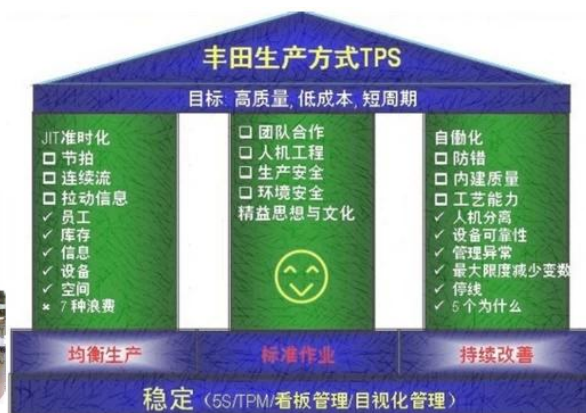 丰田生产方式TPS
目标: 高质量, 低成本, 短周期
JIT准时化
☐ 节拍
☐ 连续流
☐ 拉动信息
✓ 员工
✓ 库存
✓ 信息
✓ 设备
✓ 空间
× 7 种浪费
☐ 团队合作
☐ 人机工程
☐ 生产安全
☐ 环境安全
精益思想与文化
自働化
☐ 防错
☐ 内建质量
☐ 工艺能力
✓ 人机分离
✓ 设备可靠性
✓ 管理异常
✓ 最大限度减少变数
✓ 停线
✓ 5 个为什么
均衡生产
标准作业
持续改善
稳定 (5S/TPM/看板管理/目视化管理)